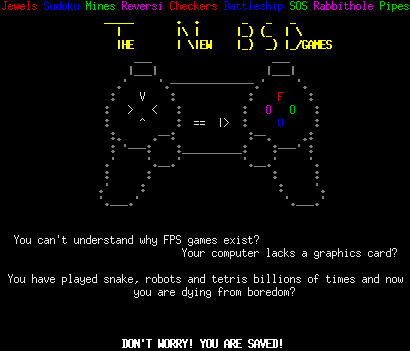 Jewels Sudoku Mines Reversi Checkers Battleship SOS Rabbithole Pipes
THE NEW BSD GAMES
V
F
> <
O O
== |>
^
O
You can't understand why FPS games exist?
Your computer lacks a graphics card?
You have played snake, robots and tetris billions of times and now
you are dying from boredom?
DON'T WORRY! YOU ARE SAVED!